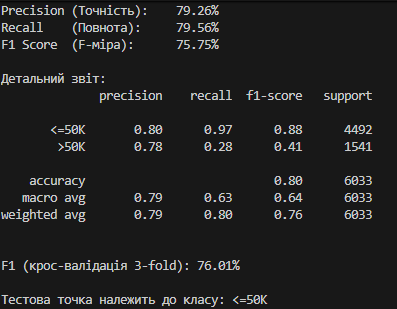 Precision (Точність): 79.26%
Recall (Повнота): 79.56%
F1 Score (F-міра): 75.75%
Детальний звіт:
precision recall f1-score support
<=50K 0.80 0.97 0.88 4492
>50K 0.78 0.28 0.41 1541
accuracy 0.80 6033
macro avg 0.79 0.63 0.64 6033
weighted avg 0.79 0.80 0.76 6033
F1 (крос-валідація 3-fold): 76.01%
Тестова точка належить до класу: <=50K